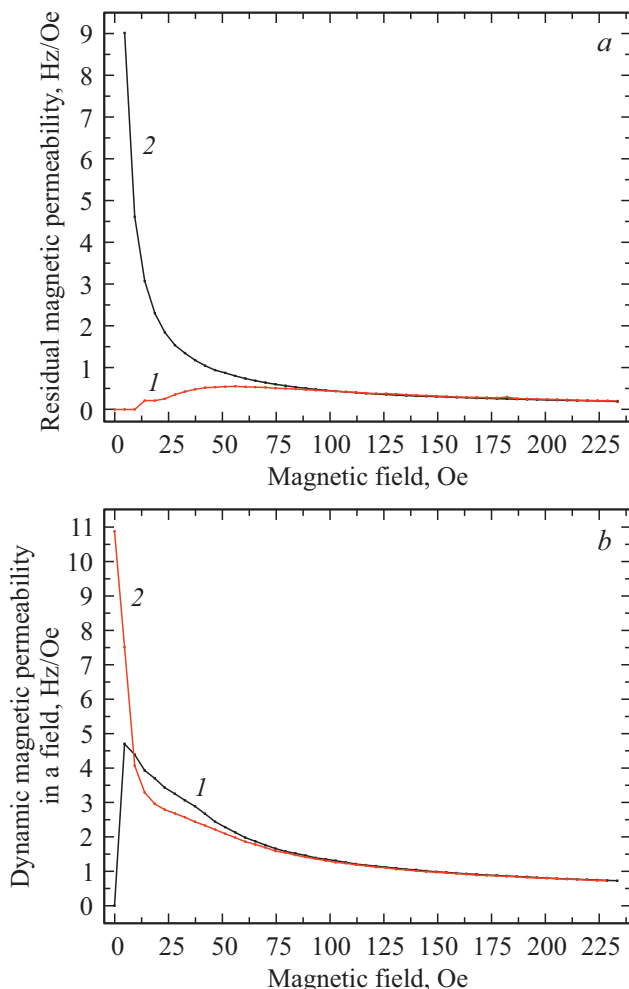 a
Residual magnetic permeability, Hz/Oe
9
8
7
6
5
4
3
2
1
0
2
1
0 25 50 75 100 125 150 175 200 225
Magnetic field, Oe
b
Dynamic magnetic permeability
in a field, Hz/Oe
11
10
9
8
7
6
5
4
3
2
1
0
2
1
0 25 50 75 100 125 150 175 200 225
Magnetic field, Oe